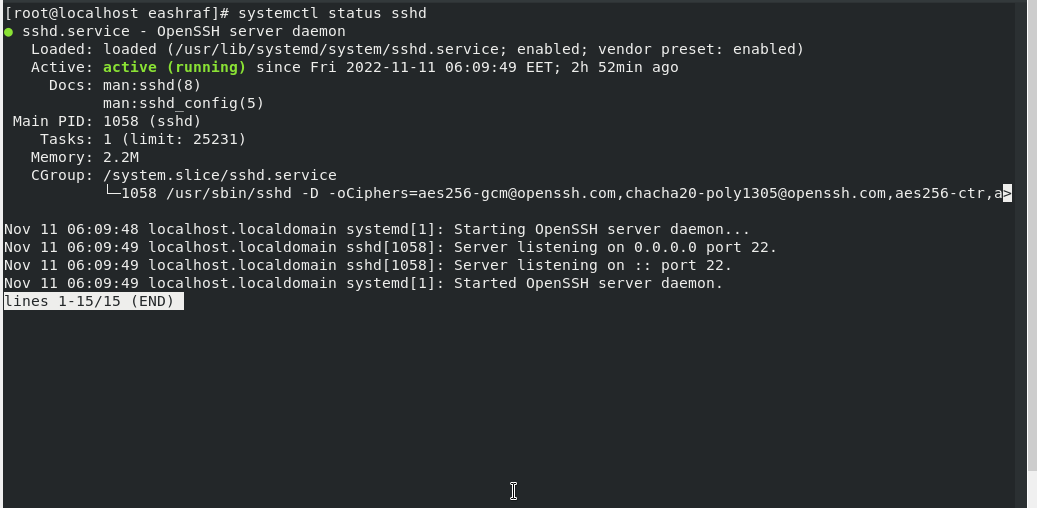 [root@localhost eashraf]# systemctl status sshd
● sshd.service - OpenSSH server daemon
   Loaded: loaded (/usr/lib/systemd/system/sshd.service; enabled; vendor preset: enabled)
   Active: active (running) since Fri 2022-11-11 06:09:49 EET; 2h 52min ago
     Docs: man:sshd(8)
           man:sshd_config(5)
 Main PID: 1058 (sshd)
    Tasks: 1 (limit: 25231)
   Memory: 2.2M
   CGroup: /system.slice/sshd.service
           └─1058 /usr/sbin/sshd -D -oCiphers=aes256-gcm@openssh.com,chacha20-poly1305@openssh.com,aes256-ctr,a>

Nov 11 06:09:48 localhost.localdomain systemd[1]: Starting OpenSSH server daemon...
Nov 11 06:09:49 localhost.localdomain sshd[1058]: Server listening on 0.0.0.0 port 22.
Nov 11 06:09:49 localhost.localdomain sshd[1058]: Server listening on :: port 22.
Nov 11 06:09:49 localhost.localdomain systemd[1]: Started OpenSSH server daemon.
lines 1-15/15 (END)